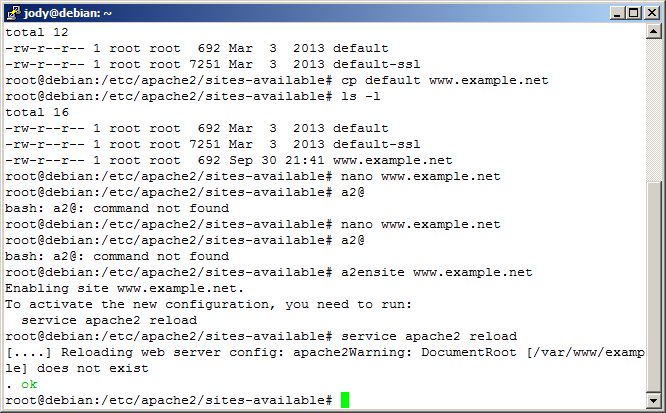 jody@debian: ~
total 12
-rw-r--r-- 1 root root  692 Mar  3  2013 default
-rw-r--r-- 1 root root 7251 Mar  3  2013 default-ssl
root@debian:/etc/apache2/sites-available# cp default www.example.net
root@debian:/etc/apache2/sites-available# ls -l
total 16
-rw-r--r-- 1 root root  692 Mar  3  2013 default
-rw-r--r-- 1 root root 7251 Mar  3  2013 default-ssl
-rw-r--r-- 1 root root  692 Sep 30 21:41 www.example.net
root@debian:/etc/apache2/sites-available# nano www.example.net
root@debian:/etc/apache2/sites-available# a2@
bash: a2@: command not found
root@debian:/etc/apache2/sites-available# nano www.example.net
root@debian:/etc/apache2/sites-available# a2@
bash: a2@: command not found
root@debian:/etc/apache2/sites-available# a2ensite www.example.net
Enabling site www.example.net.
To activate the new configuration, you need to run:
  service apache2 reload
root@debian:/etc/apache2/sites-available# service apache2 reload
[....] Reloading web server config: apache2Warning: DocumentRoot [/var/www/examp
le] does not exist
. ok
root@debian:/etc/apache2/sites-available#